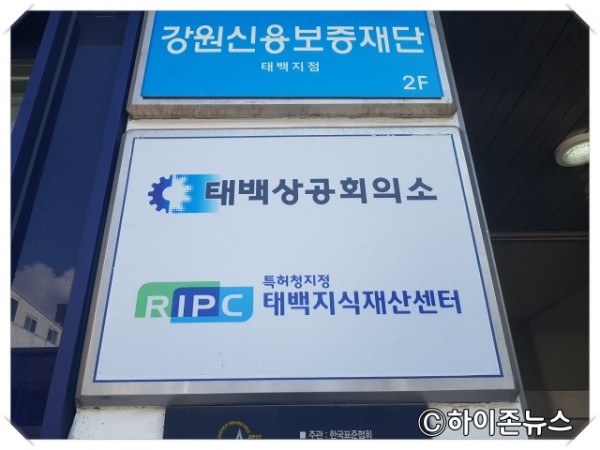 강원신용보증재단
태백지점
2F
태백상공회의소
RIPC
특허청지정
태백지식재산센터
■ 주관 : 한국표준협회
©하이존뉴스